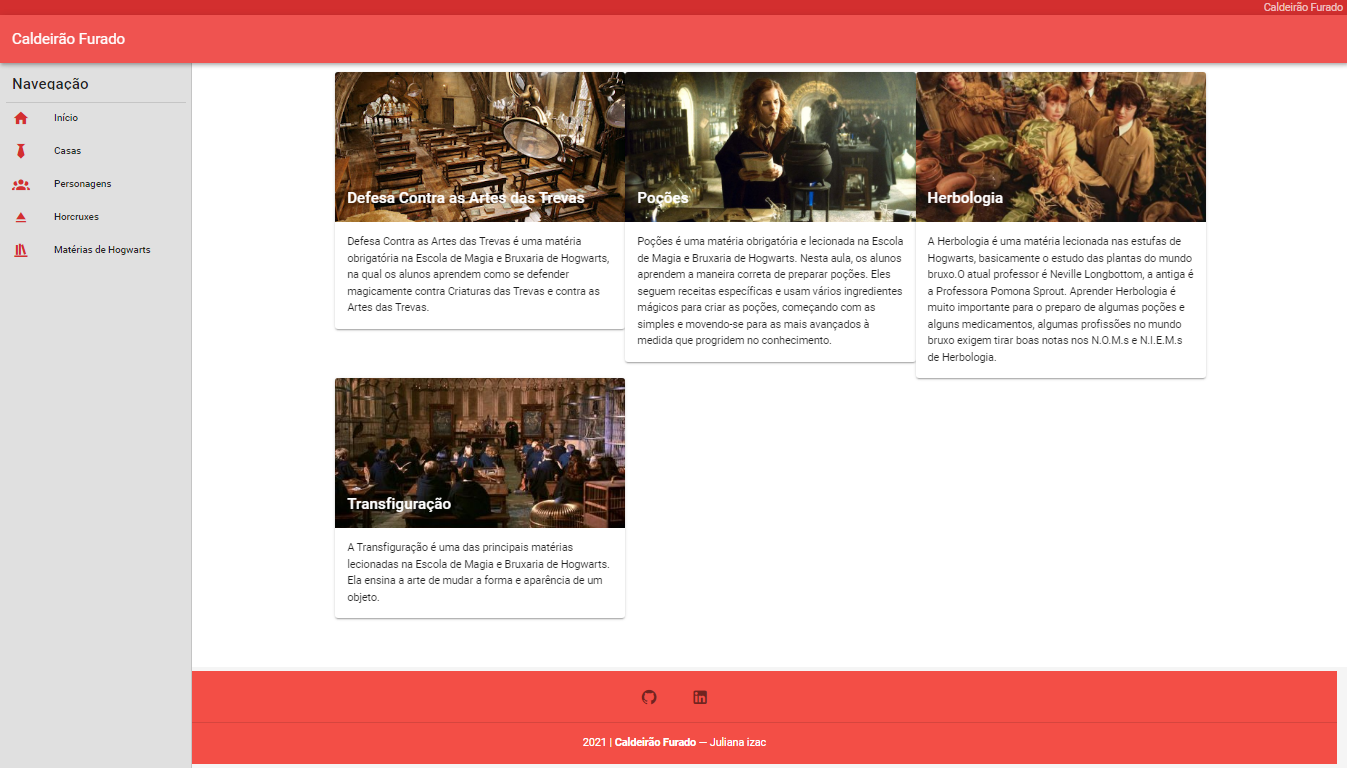 Caldeirão Furado
Caldeirão Furado
Navegação
Início
Casas
Personagens
Horcruxes
Matérias de Hogwarts
Defesa Contra as Artes das Trevas
Defesa Contra as Artes das Trevas é uma matéria
obrigatória na Escola de Magia e Bruxaria de Hogwarts,
na qual os alunos aprendem como se defender
magicamente contra Criaturas das Trevas e contra as
Artes das Trevas.
Poções
Poções é uma matéria obrigatória e lecionada na Escola
de Magia e Bruxaria de Hogwarts. Nesta aula, os alunos
aprendem a maneira correta de preparar poções. Eles
seguem receitas específicas e usam vários ingredientes
mágicos para criar as poções, começando com as
simples e movendo-se para as mais avançados à
medida que progridem no conhecimento.
Herbologia
A Herbologia é uma matéria lecionada nas estufas de
Hogwarts, basicamente o estudo das plantas do mundo
bruxo.O atual professor é Neville Longbottom, a antiga é
a Professora Pomona Sprout. Aprender Herbologia é
muito importante para o preparo de algumas poções e
alguns medicamentos, algumas profissões no mundo
bruxo exigem tirar boas notas nos N.O.M.s e N.I.E.M.s
de Herbologia.
Transfiguração
A Transfiguração é uma das principais matérias
lecionadas na Escola de Magia e Bruxaria de Hogwarts.
Ela ensina a arte de mudar a forma e aparência de um
objeto.
2021 | Caldeirão Furado — Juliana izac